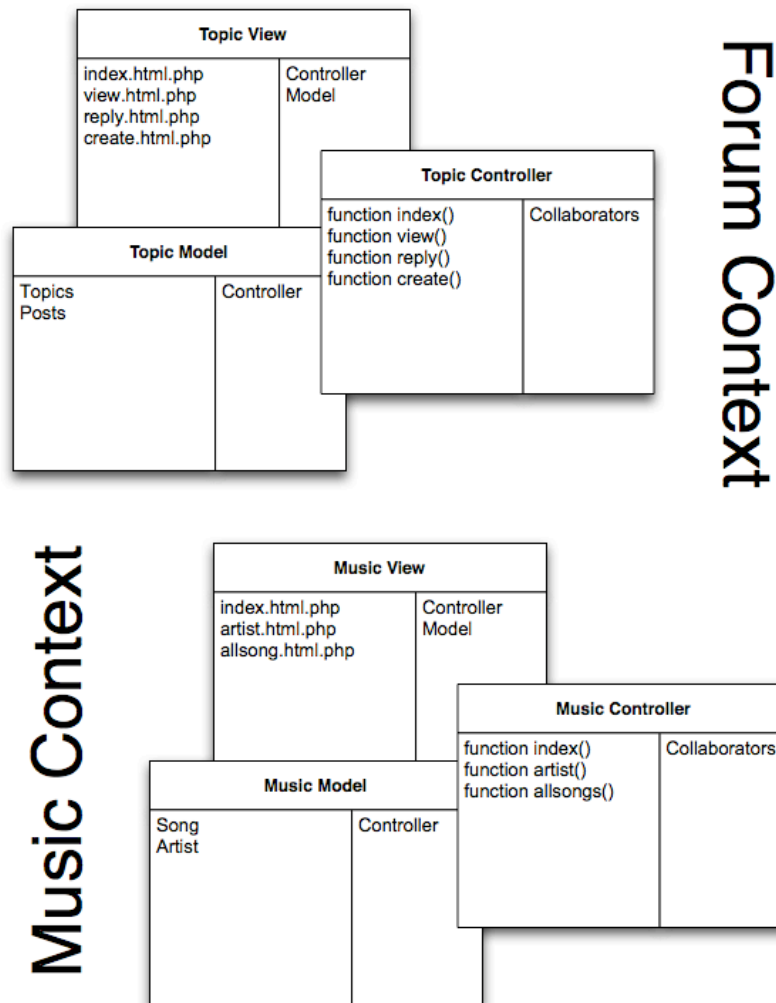 Forum Context
Topic View
index.html.php
view.html.php
reply.html.php
create.html.php
Controller
Model
Topic Controller
function index()
function view()
function reply()
function create()
Collaborators
Topic Model
Topics
Posts
Controller
Music Context
Music View
index.html.php
artist.html.php
allsong.html.php
Controller
Model
Music Controller
function index()
function artist()
function allsongs()
Collaborators
Music Model
Song
Artist
Controller